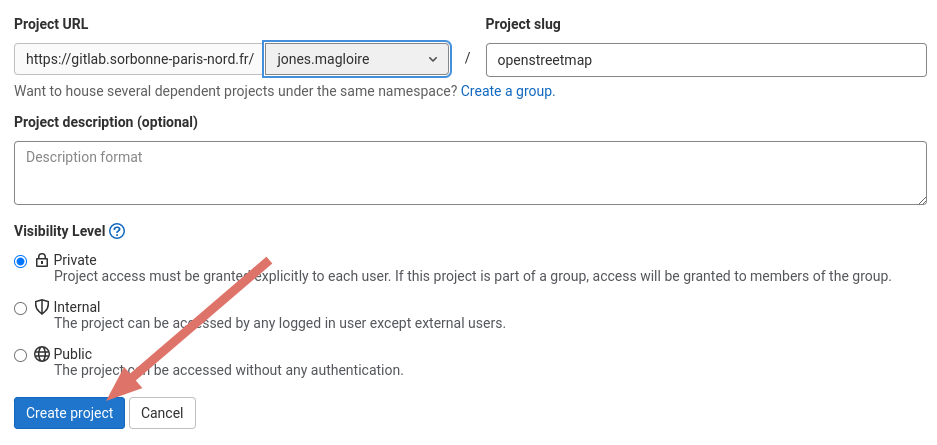 Project URL
Project slug
https://gitlab.sorbonne-paris-nord.fr/ jones.magloire / openstreetmap
Want to house several dependent projects under the same namespace? Create a group.
Project description (optional)
Description format
Visibility Level ?
Private
Project access must be granted explicitly to each user. If this project is part of a group, access will be granted to members of the group.
Internal
The project can be accessed by any logged in user except external users.
Public
The project can be accessed without any authentication.
Create project Cancel